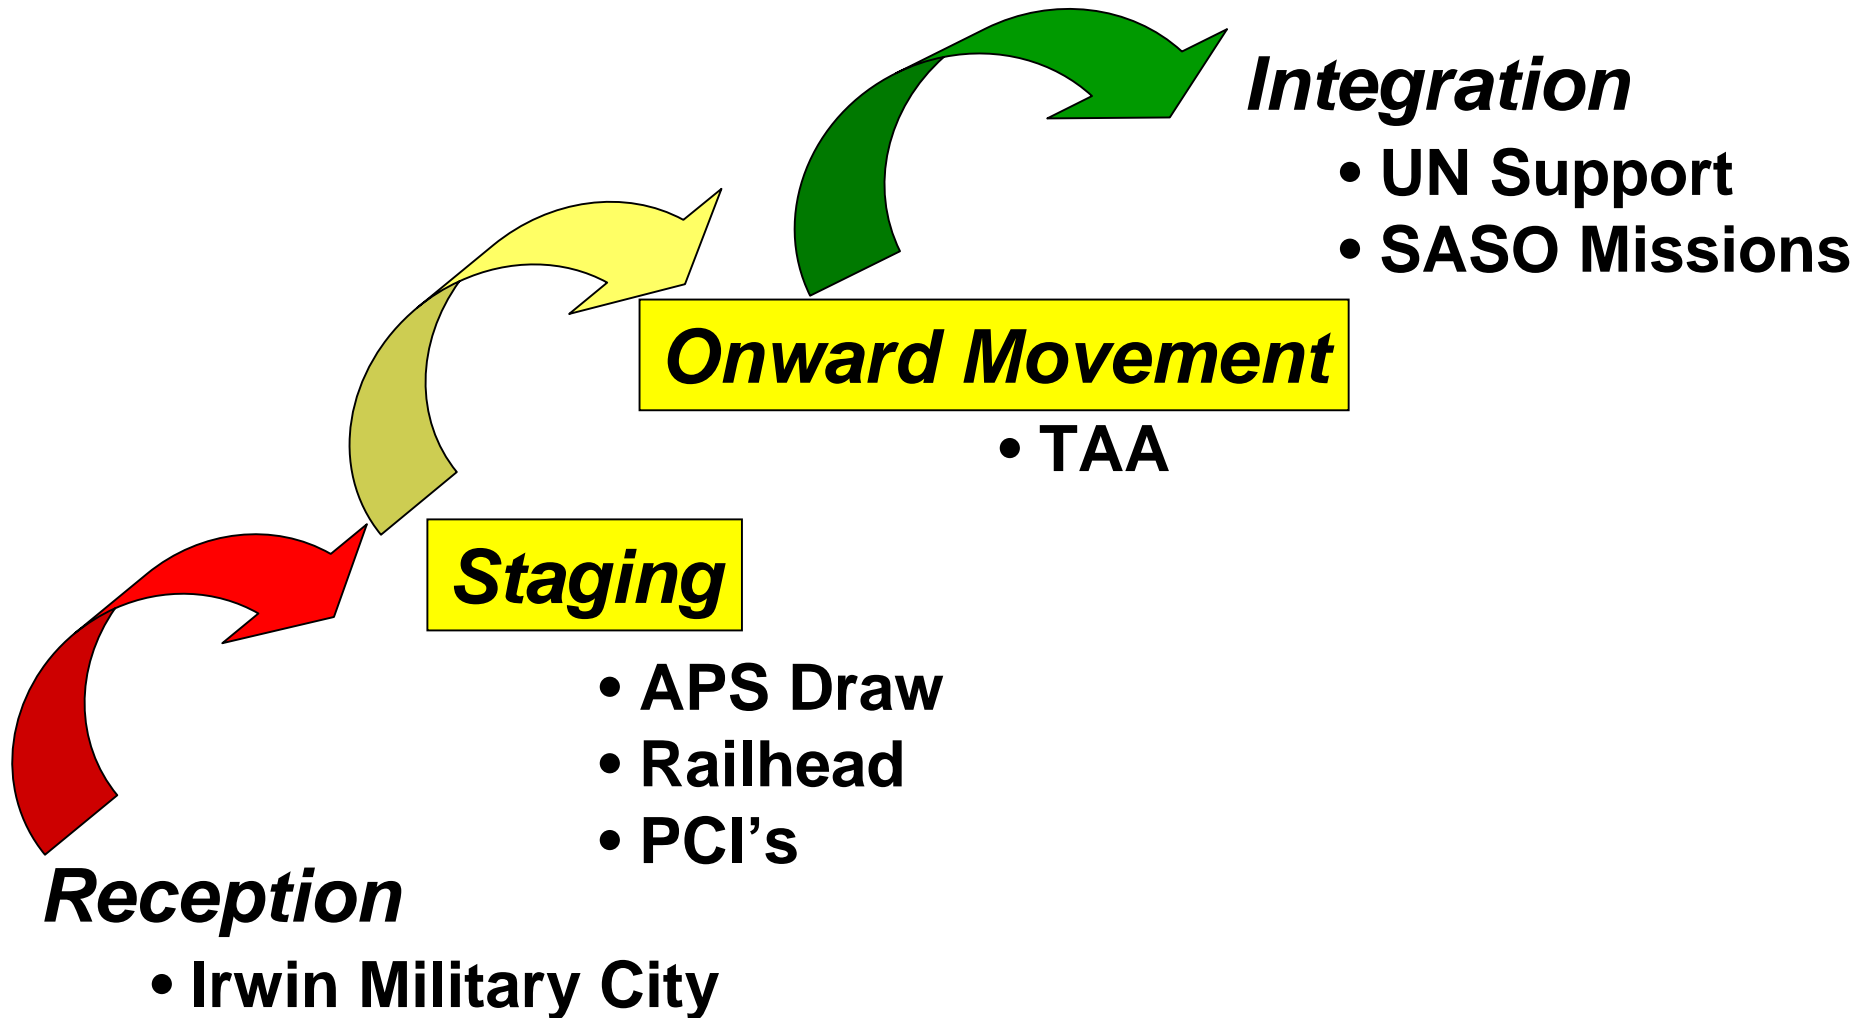 Integration
• UN Support
• SASO Missions
Onward Movement
• TAA
Staging
• APS Draw
• Railhead
• PCI’s
Reception
• Irwin Military City